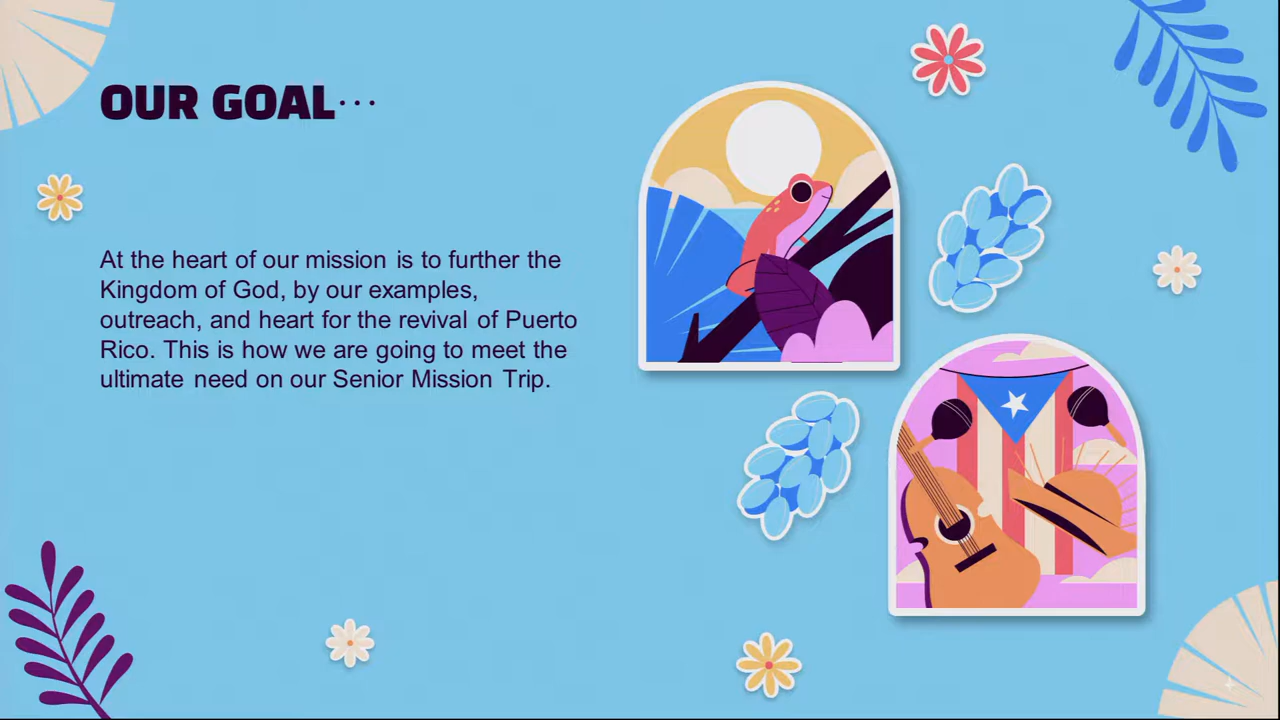 OUR GOAL...
At the heart of our mission is to further the
Kingdom of God, by our examples,
outreach, and heart for the revival of Puerto
Rico. This is how we are going to meet the
ultimate need on our Senior Mission Trip.